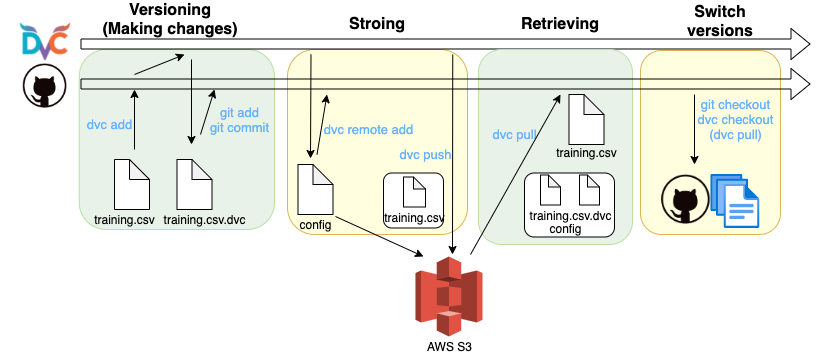 Versioning
(Making changes)
Stroing
Retrieving
Switch
versions
DVC
dvc add
git add
git commit
training.csv
training.csv.dvc
dvc remote add
dvc push
config
training.csv
dvc pull
training.csv
training.csv.dvc
config
git checkout
dvc checkout
(dvc pull)
AWS S3